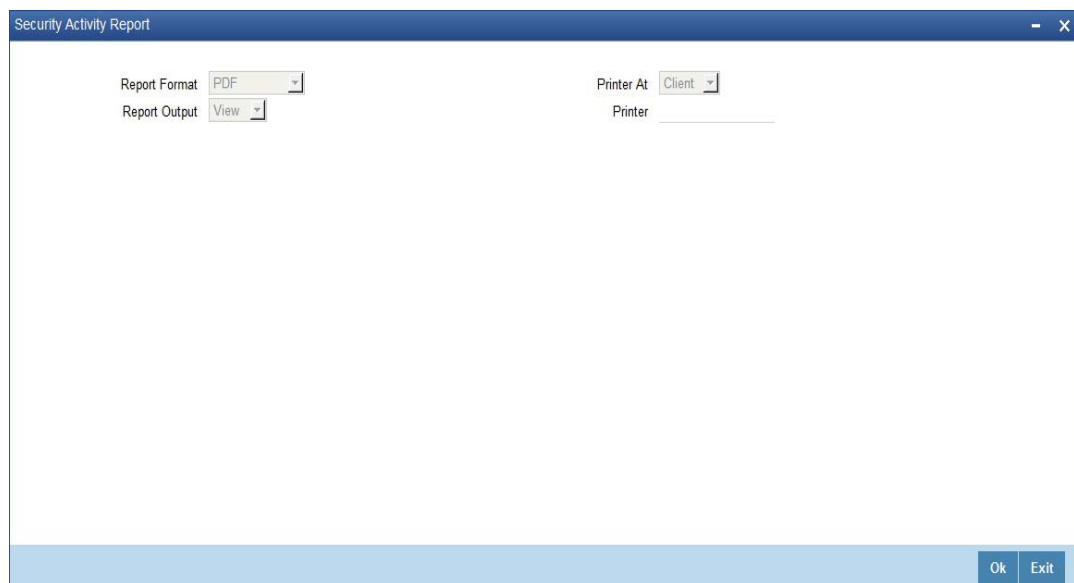 Security Activity Report
Report Format PDF Printer At Client
Report Output View Printer
Ok Exit